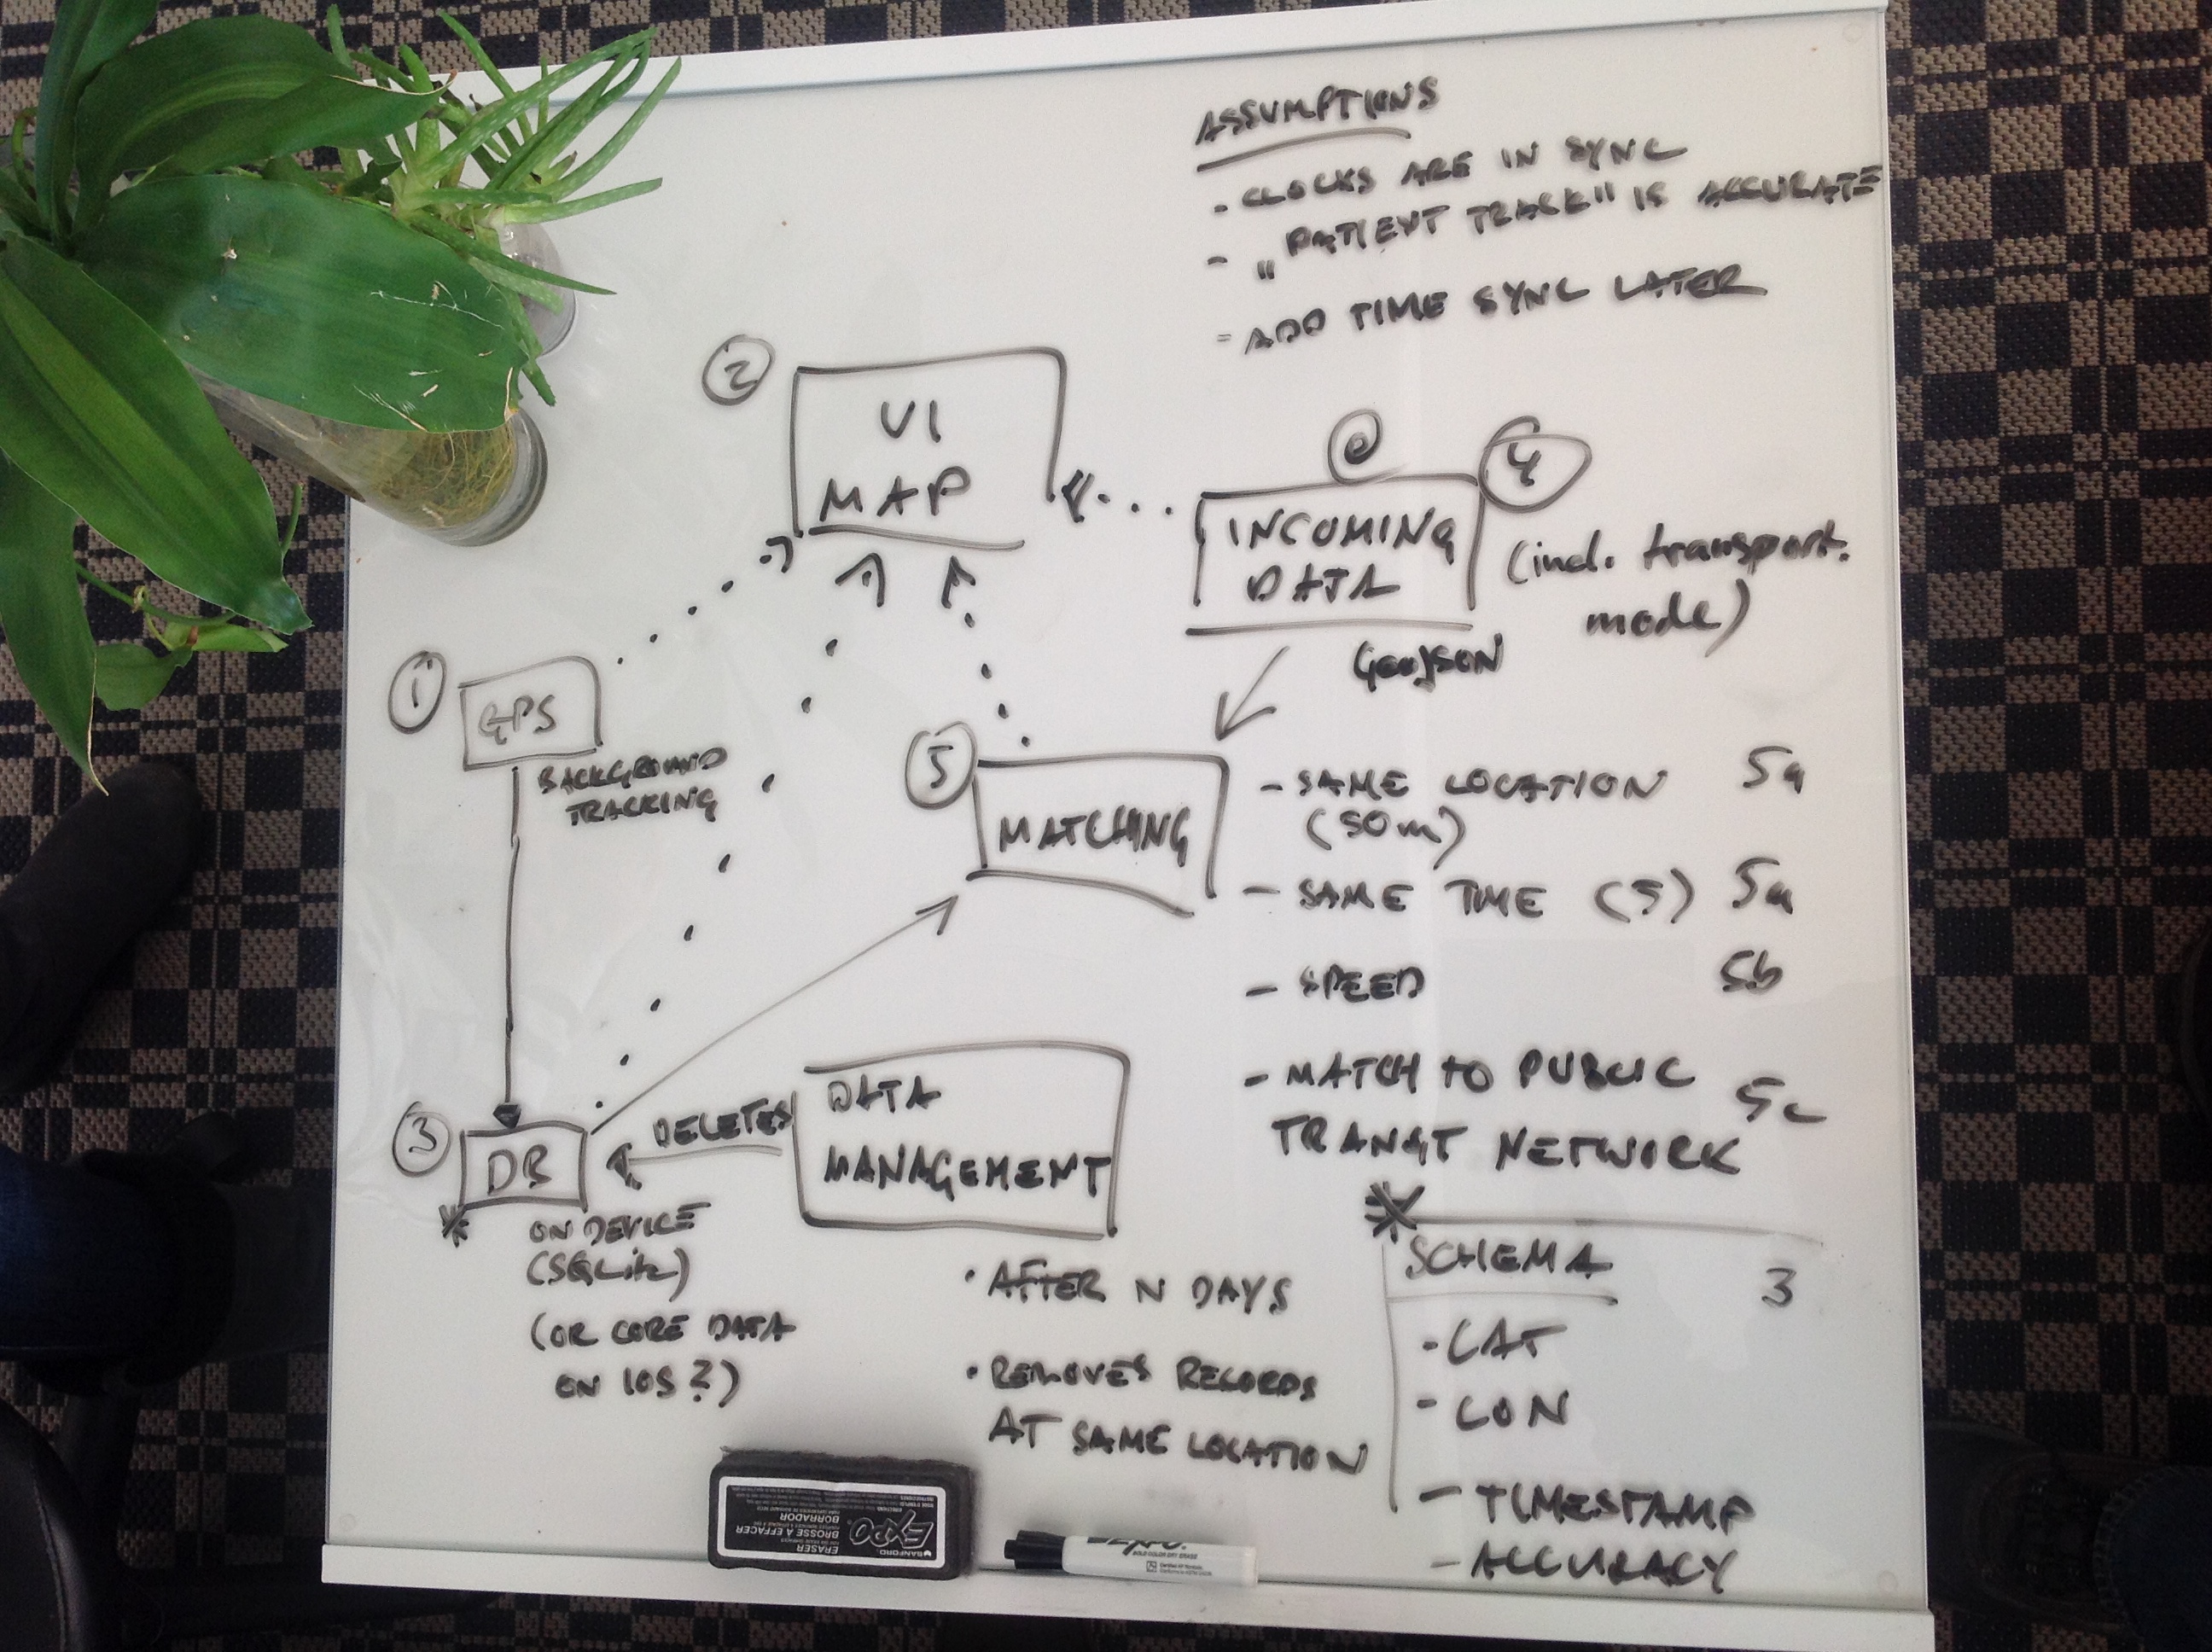 ASSUMPTIONS
- CLOCKS ARE IN SYNC
- „PATIENT TRACK" IS ACCURATE
= ADD TIME SYNC LATER
2
UI
MAP
@
4
INCOMING
DATA
(incl. transport.
mode)
GeoJSON
1
GPS
BACKGROUND
TRACKING
5
MATCHING
- SAME LOCATION 5a
(50m)
- SAME TIME (5) 5a
- SPEED 5b
- MATCH TO PUBLIC
TRANSIT NETWORK 5c
3
DB
*
DELETES
DATA
MANAGEMENT
ON DEVICE
(SQLite)
(OR CORE DATA
ON IOS?)
• AFTER N DAYS
• REMOVES RECORDS
AT SAME LOCATION
*
SCHEMA 3
- LAT
- LON
- TIMESTAMP
- ACCURACY
SANFORD
EXPO
ERASER
BROSSE À EFFACER
BORRADOR
EXPO